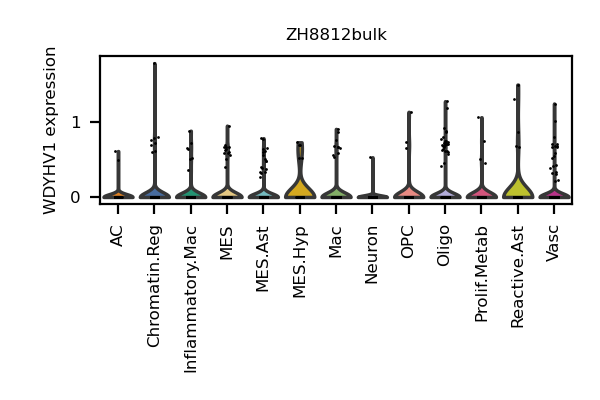 ZH8812bulk
WDYHV1 expression
1
0
AC
Chromatin.Reg
Inflammatory.Mac
MES
MES.Ast
MES.Hyp
Mac
Neuron
OPC
Oligo
Prolif.Metab
Reactive.Ast
Vasc